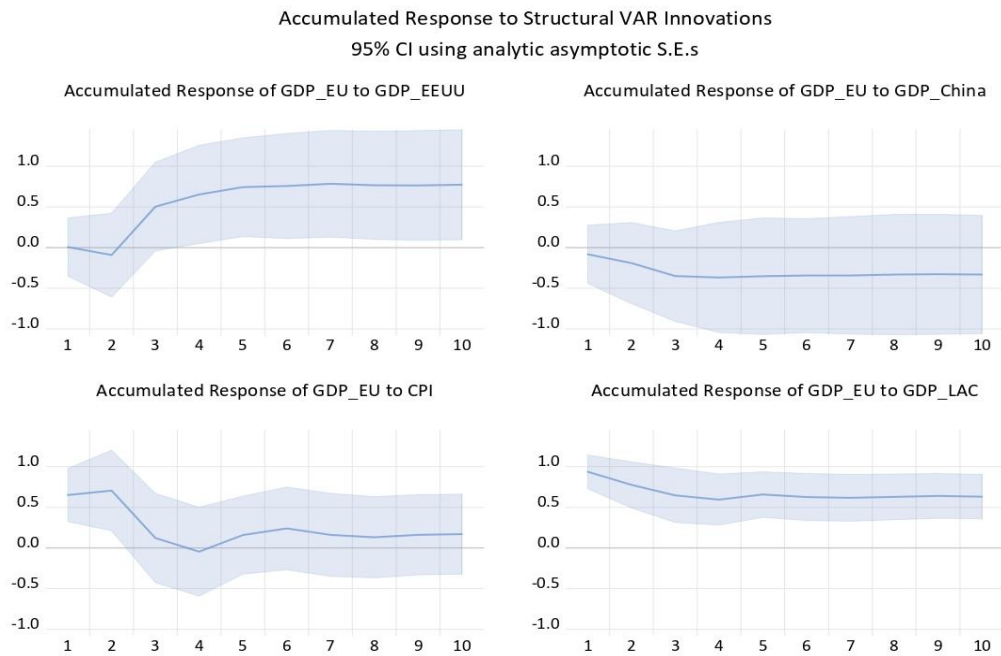 Accumulated Response to Structural VAR Innovations
95% CI using analytic asymptotic S.E.s
Accumulated Response of GDP_EU to GDP_EEUU
1.0
0.5
0.0
-0.5
-1.0
1 2 3 4 5 6 7 8 9 10
Accumulated Response of GDP_EU to GDP_China
1.0
0.5
0.0
-0.5
-1.0
1 2 3 4 5 6 7 8 9 10
Accumulated Response of GDP_EU to CPI
1.0
0.5
0.0
-0.5
-1.0
1 2 3 4 5 6 7 8 9 10
Accumulated Response of GDP_EU to GDP_LAC
1.0
0.5
0.0
-0.5
-1.0
1 2 3 4 5 6 7 8 9 10